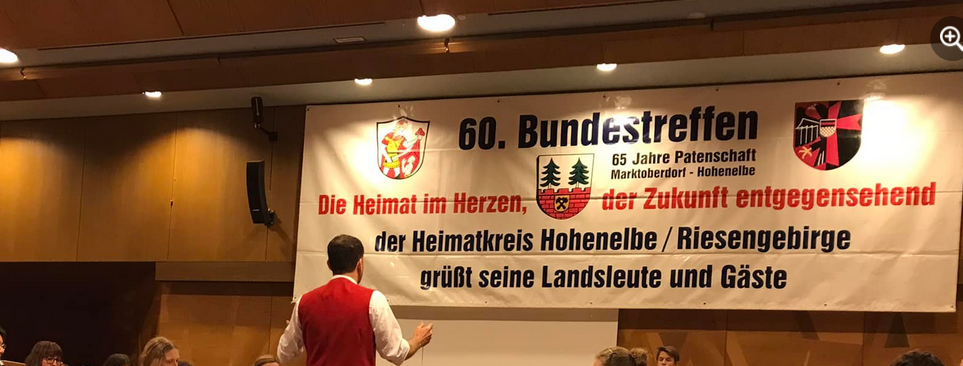 60. Bundestreffen
65 Jahre Patenschaft
Marktoberdorf - Hohenelbe
Die Heimat im Herzen, der Zukunft entgegensehend
der Heimatkreis Hohenelbe / Riesengebirge
grüßt seine Landsleute und Gäste